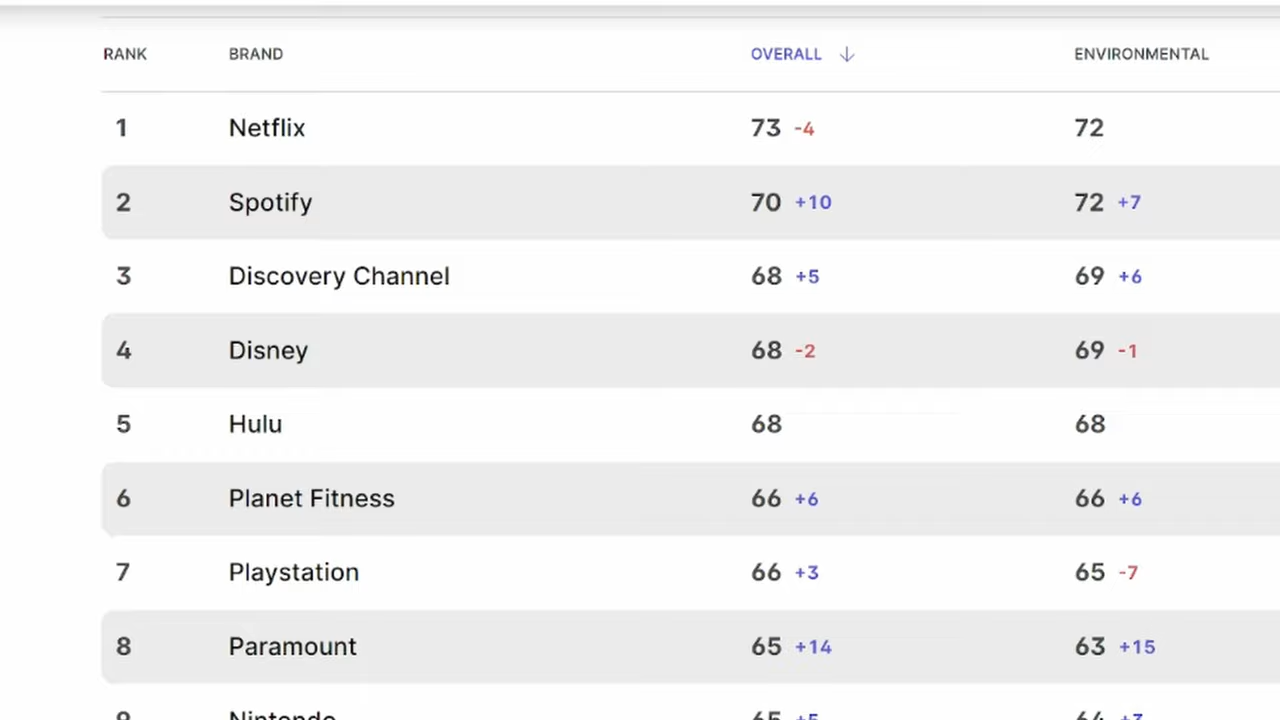 RANK BRAND OVERALL ↓ ENVIRONMENTAL
1 Netflix 73 -4 72
2 Spotify 70 +10 72 +7
3 Discovery Channel 68 +5 69 +6
4 Disney 68 -2 69 -1
5 Hulu 68 68
6 Planet Fitness 66 +6 66 +6
7 Playstation 66 +3 65 -7
8 Paramount 65 +14 63 +15
9 Nintendo 65 +5 64 +3